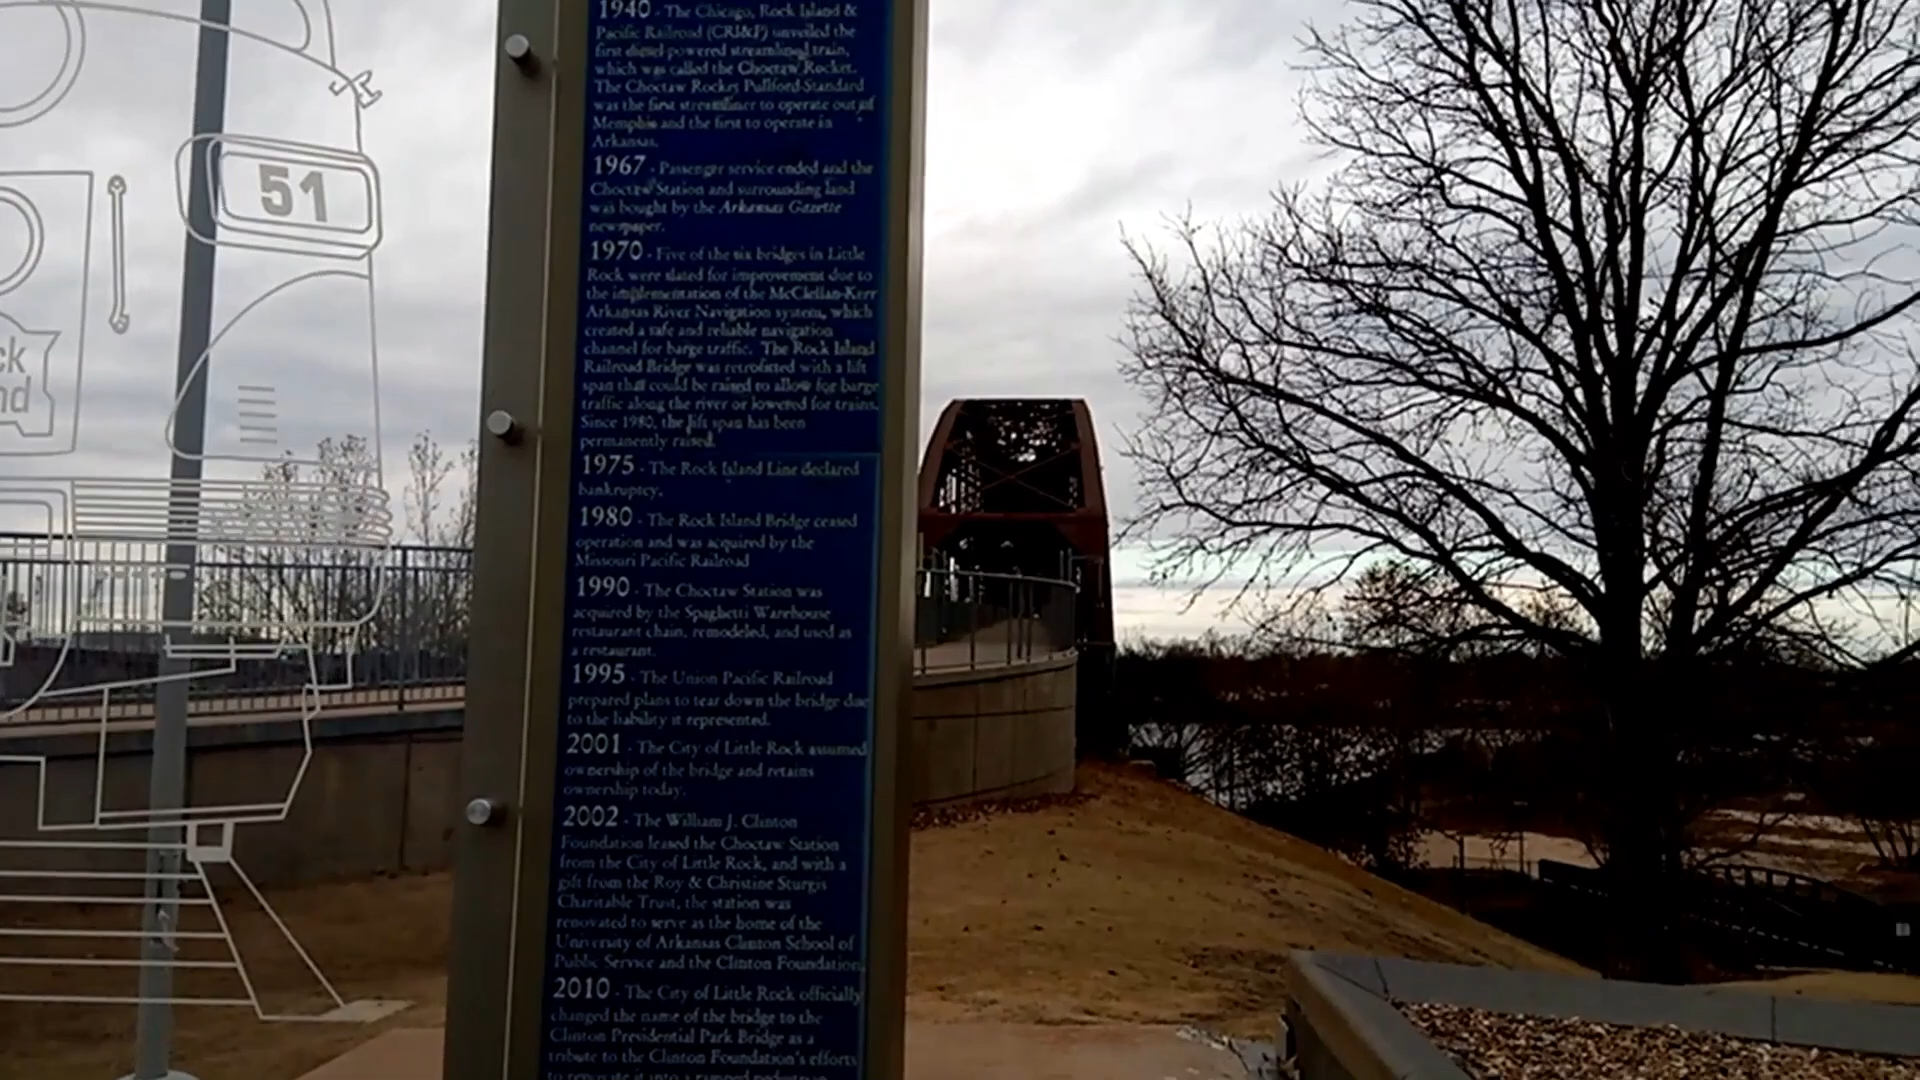 51
ck
nd
1940 - The Chicago, Rock Island &
Pacific Railroad (CRI&P) unveiled the
first diesel-powered streamlined train,
which was called the Choctaw Rocket.
The Choctaw Rocket Pullford-Standard
was the first streamliner to operate out of
Memphis and the first to operate in
Arkansas.
1967 - Passenger service ended and the
Choctaw Station and surrounding land
was bought by the Arkansas Gazette
newspaper.
1970 - Five of the six bridges in Little
Rock were slated for improvement due to
the implementation of the McClellan-Kerr
Arkansas River Navigation system, which
created a safe and reliable navigation
channel for barge traffic. The Rock Island
Railroad Bridge was retrofitted with a lift
span that could be raised to allow for barge
traffic along the river or lowered for trains.
Since 1980, the lift span has been
permanently raised.
1975 - The Rock Island Line declared
bankruptcy.
1980 - The Rock Island Bridge ceased
operation and was acquired by the
Missouri Pacific Railroad
1990 - The Choctaw Station was
acquired by the Spaghetti Warehouse
restaurant chain, remodeled, and used as
a restaurant.
1995 - The Union Pacific Railroad
prepared plans to tear down the bridge due
to the liability it represented.
2001 - The City of Little Rock assumed
ownership of the bridge and retains
ownership today.
2002 - The William J. Clinton
Foundation leased the Choctaw Station
from the City of Little Rock, and with a
gift from the Roy & Christine Sturgis
Charitable Trust, the station was
renovated to serve as the home of the
University of Arkansas Clinton School of
Public Service and the Clinton Foundation.
2010 - The City of Little Rock officially
changed the name of the bridge to the
Clinton Presidential Park Bridge as a
tribute to the Clinton Foundation's efforts
to renovate it into a ramped pedestrian